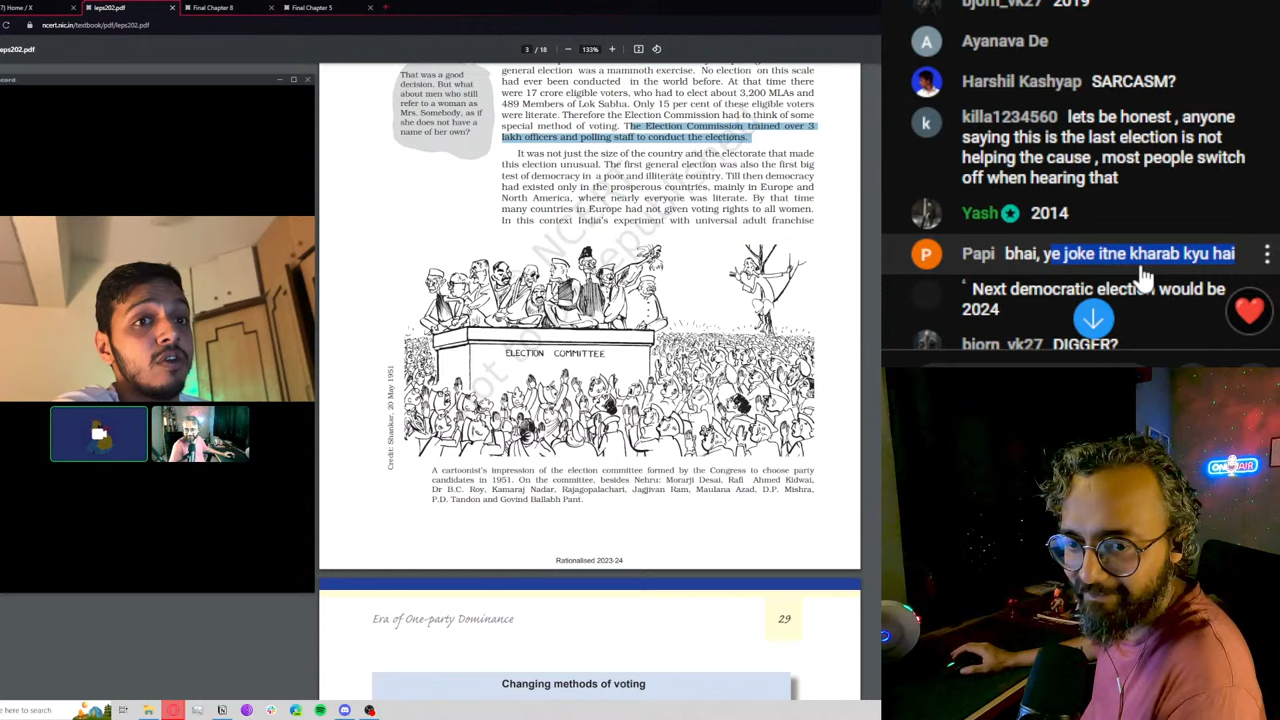 7) Home / X
leps202.pdf
Final Chapter 8
Final Chapter 5
ncert.nic.in/textbook/pdf/leps202.pdf
eps202.pdf
3 / 18
133%
cord
That was a good
decision. But what
about men who still
refer to a woman as
Mrs. Somebody, as if
she does not have a
name of her own?
general election was a mammoth exercise. No election on this scale
had ever been conducted in the world before. At that time there
were 17 crore eligible voters, who had to elect about 3,200 MLAs and
489 Members of Lok Sabha. Only 15 per cent of these eligible voters
were literate. Therefore the Election Commission had to think of some
special method of voting. The Election Commission trained over 3
lakh officers and polling staff to conduct the elections.
It was not just the size of the country and the electorate that made
this election unusual. The first general election was also the first big
test of democracy in a poor and illiterate country. Till then democracy
had existed only in the prosperous countries, mainly in Europe and
North America, where nearly everyone was literate. By that time
many countries in Europe had not given voting rights to all women.
In this context India's experiment with universal adult franchise
ELECTION COMMITTEE
Credit: Shankar, 20 May 1951
A cartoonist's impression of the election committee formed by the Congress to choose party
candidates in 1951. On the committee, besides Nehru: Morarji Desai, Rafi Ahmed Kidwai,
Dr B.C. Roy, Kamaraj Nadar, Rajagopalachari, Jagjivan Ram, Maulana Azad, D.P. Mishra,
P.D. Tandon and Govind Ballabh Pant.
Rationalised 2023-24
Era of One-party Dominance
29
Changing methods of voting
here to search
bjorn_vk27 2019
Ayanava De
Harshil Kashyap SARCASM?
killa1234560 lets be honest , anyone
saying this is the last election is not
helping the cause , most people switch
off when hearing that
Yash 2014
Papi bhai, ye joke itne kharab kyu hai
Next democratic election would be
2024
bjorn_vk27 DIGGER?
ON AIR